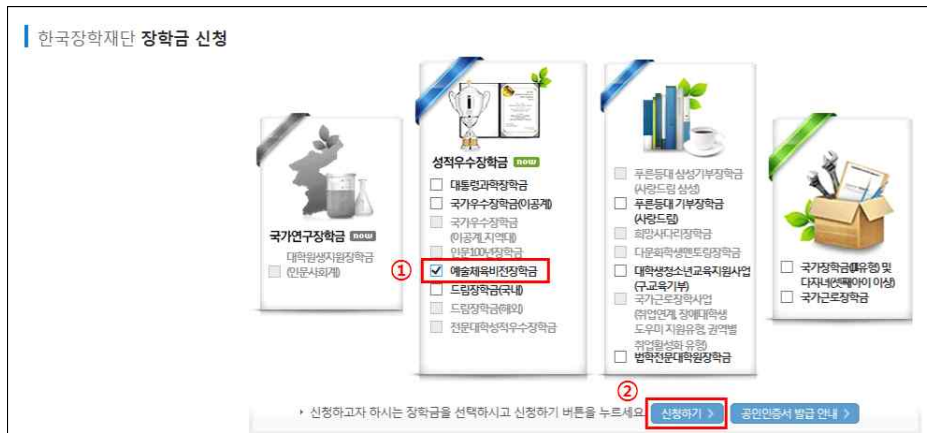 한국장학재단 장학금 신청
국가연구장학금 now
대학원생지원장학금
(인문사회계)
성적우수장학금 now
대통령과학장학금
국가우수장학금(이공계)
국가우수장학금
(이공계_지역대)
인문100년장학금
①
예술체육비전장학금
드림장학금(국내)
드림장학금(해외)
전문대학성적우수장학금
푸른등대 삼성기부장학금
(사랑드림 삼성)
푸른등대 기부장학금
(사랑드림)
희망사다리장학금
다문화학생멘토링장학금
대학생청소년교육지원사업
(구.교육기부)
국가근로장학사업
(취업연계, 장애대학생
도우미 지원유형, 권역별
취업활성화 유형)
법학전문대학원장학금
국가장학금(Ⅱ유형) 및
다자녀(셋째아이 이상)
국가근로장학금
②
신청하고자 하시는 장학금을 선택하시고 신청하기 버튼을 누르세요.
신청하기 >
공인인증서 발급 안내 >